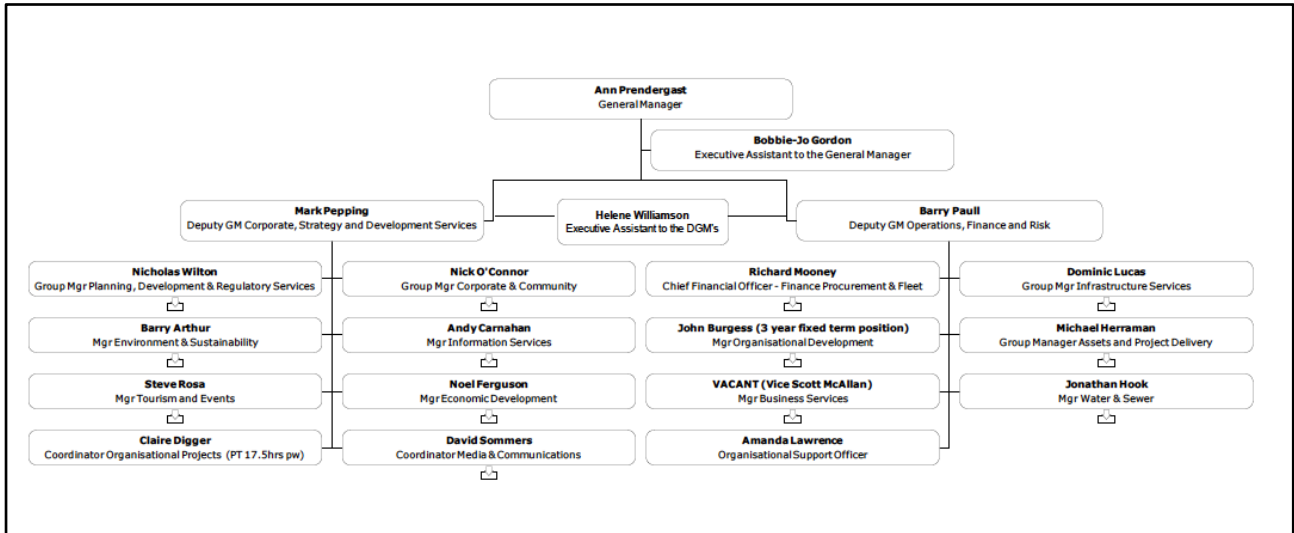 Ann Prendergast
General Manager
Bobbie-Jo Gordon
Executive Assistant to the General Manager
Mark Pepping
Deputy GM Corporate, Strategy and Development Services
Helene Williamson
Executive Assistant to the DGM's
Barry Paull
Deputy GM Operations, Finance and Risk
Nicholas Wilton
Group Mgr Planning, Development & Regulatory Services
Nick O'Connor
Group Mgr Corporate & Community
Richard Mooney
Chief Financial Officer - Finance Procurement & Fleet
Dominic Lucas
Group Mgr Infrastructure Services
Barry Arthur
Mgr Environment & Sustainability
Andy Carnahan
Mgr Information Services
John Burgess (3 year fixed term position)
Mgr Organisational Development
Michael Herraman
Group Manager Assets and Project Delivery
Steve Rosa
Mgr Tourism and Events
Noel Ferguson
Mgr Economic Development
VACANT (Vice Scott McAllan)
Mgr Business Services
Jonathan Hook
Mgr Water & Sewer
Claire Digger
Coordinator Organisational Projects (PT 17.5hrs pw)
David Sommers
Coordinator Media & Communications
Amanda Lawrence
Organisational Support Officer